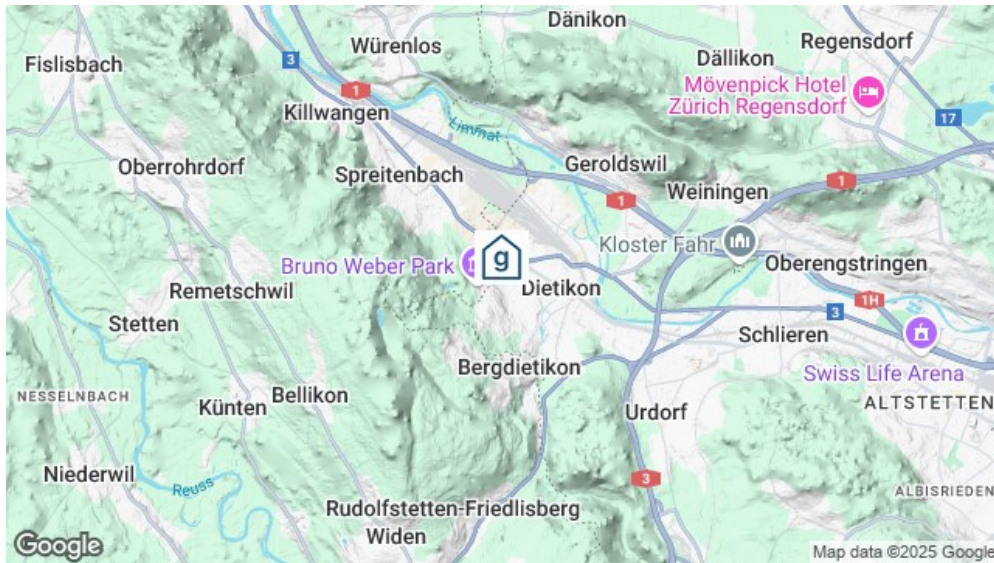 Dänikon
Würenlos
Regensdorf
Fislisbach
3
Dällikon
1
Mövenpick Hotel
Zürich Regensdorf
Killwangen
17
Limmat
Oberrohrdorf
Spreitenbach
Geroldswil
Weiningen
1
1
Kloster Fahr
g
Bruno Weber Park
Oberengstringen
Remetschwil
Dietikon
1H
Stetten
3
Schlieren
Bergdietikon
Swiss Life Arena
NESSELNBACH
Bellikon
Künten
Urdorf
ALTSTETTEN
Niederwil
3
Reuss
ALBISRIEDEN
Rudolfstetten-Friedlisberg
Widen
Google
Map data ©2025 Google